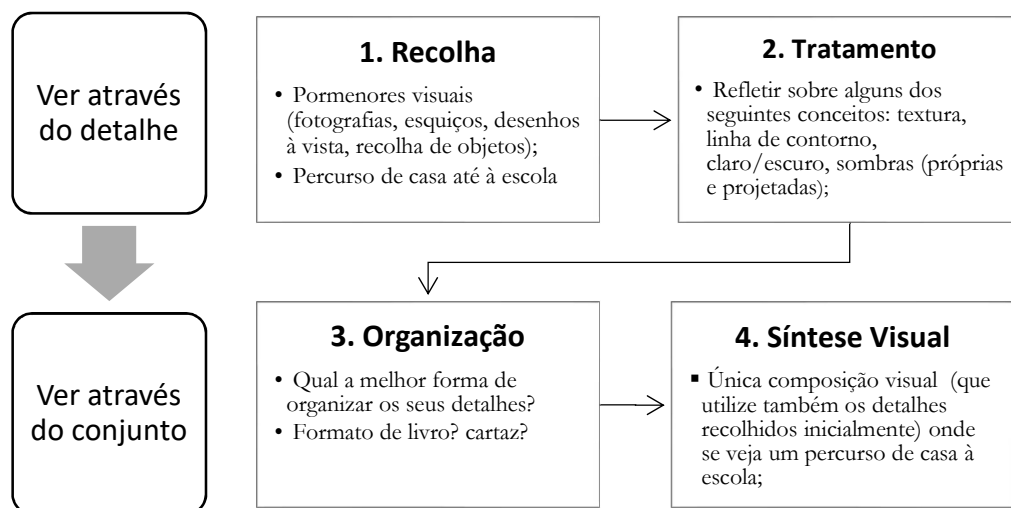 Ver através
do detalhe
1. Recolha
• Pormenores visuais
(fotografias, esquiços, desenhos
à vista, recolha de objetos);
• Percurso de casa até à escola
2. Tratamento
• Refletir sobre alguns dos
seguintes conceitos: textura,
linha de contorno,
claro/escuro, sombras (próprias
e projetadas);
Ver através
do conjunto
3. Organização
• Qual a melhor forma de
organizar os seus detalhes?
• Formato de livro? cartaz?
4. Síntese Visual
▪ Única composição visual (que
utilize também os detalhes
recolhidos inicialmente) onde
se veja um percurso de casa à
escola;